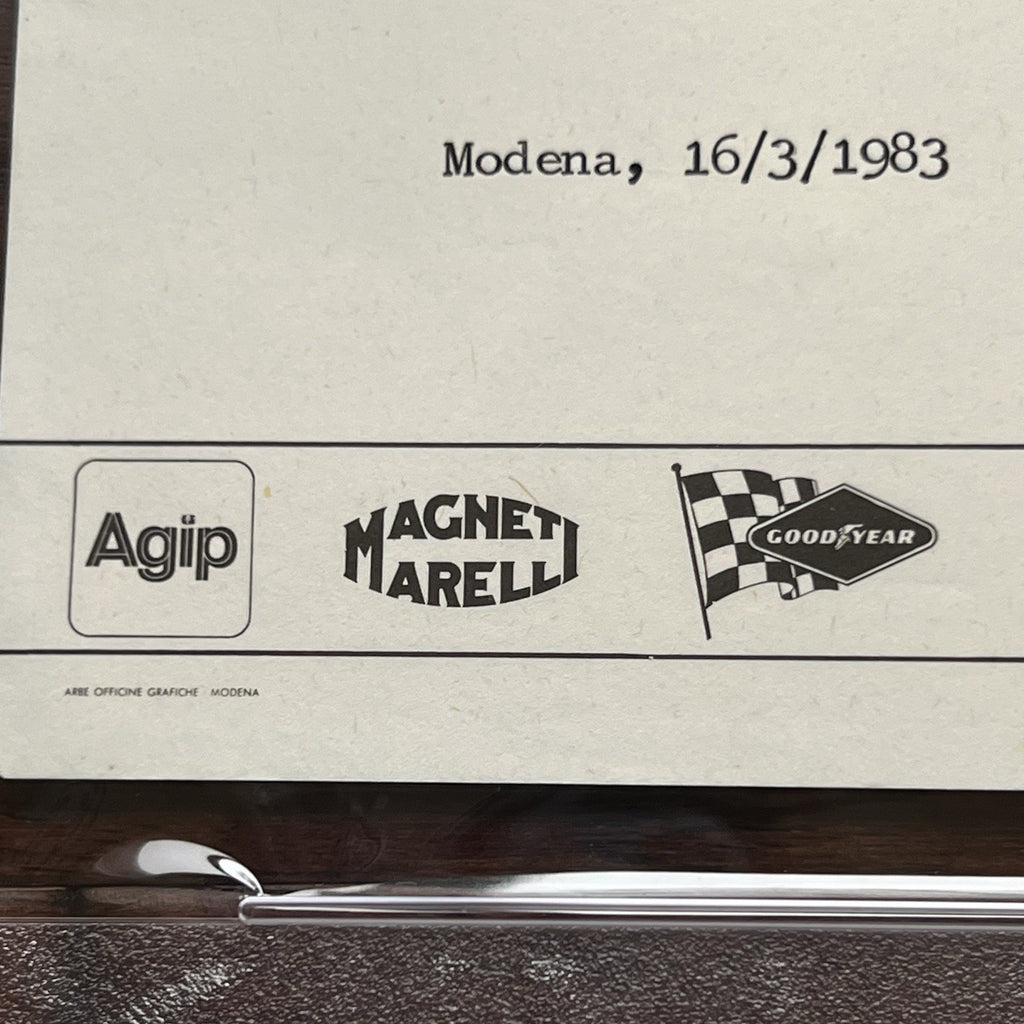 Modena, 16/3/1983
Agip
MAGNETI
MARELLI
GOODYEAR
ARBE OFFICINE GRAFICHE MODENA